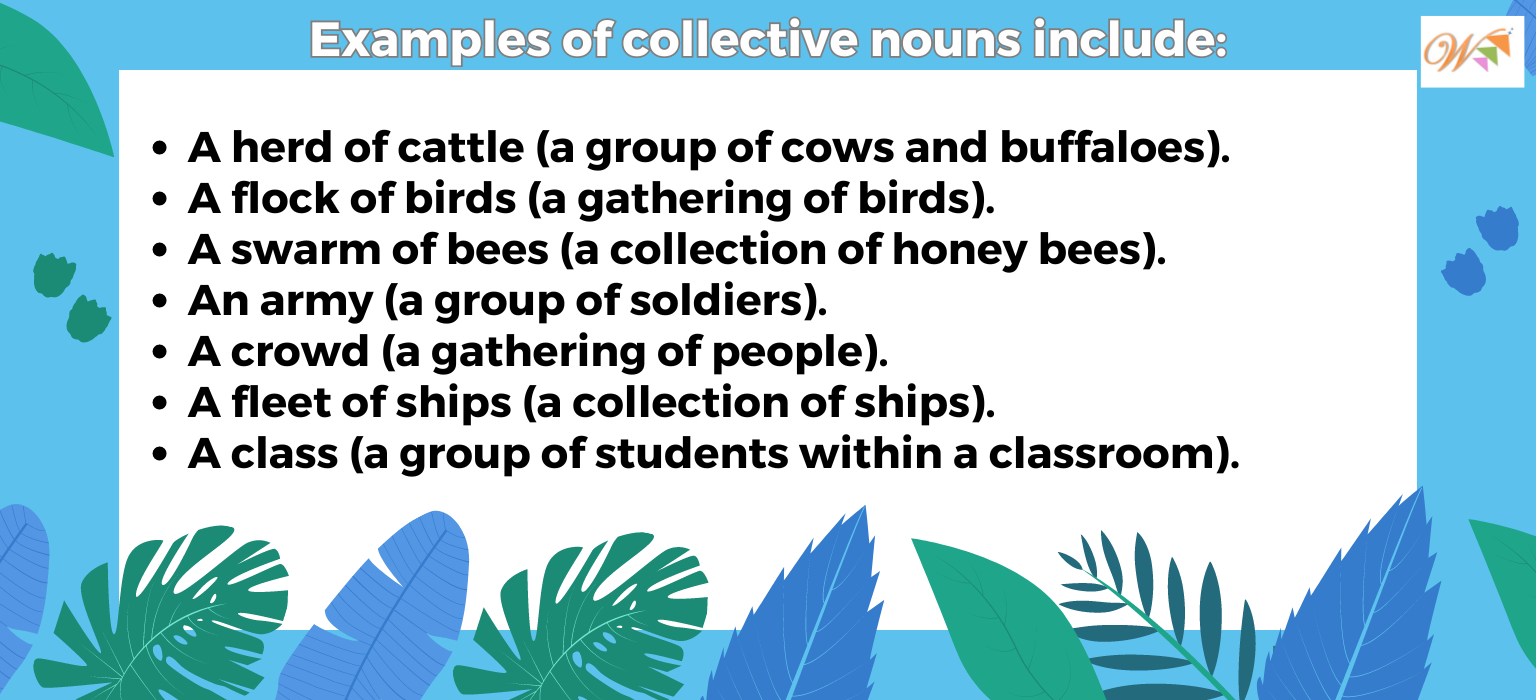 Examples of collective nouns include:
W
• A herd of cattle (a group of cows and buffaloes).
• A flock of birds (a gathering of birds).
• A swarm of bees (a collection of honey bees).
• An army (a group of soldiers).
• A crowd (a gathering of people).
• A fleet of ships (a collection of ships).
• A class (a group of students within a classroom).